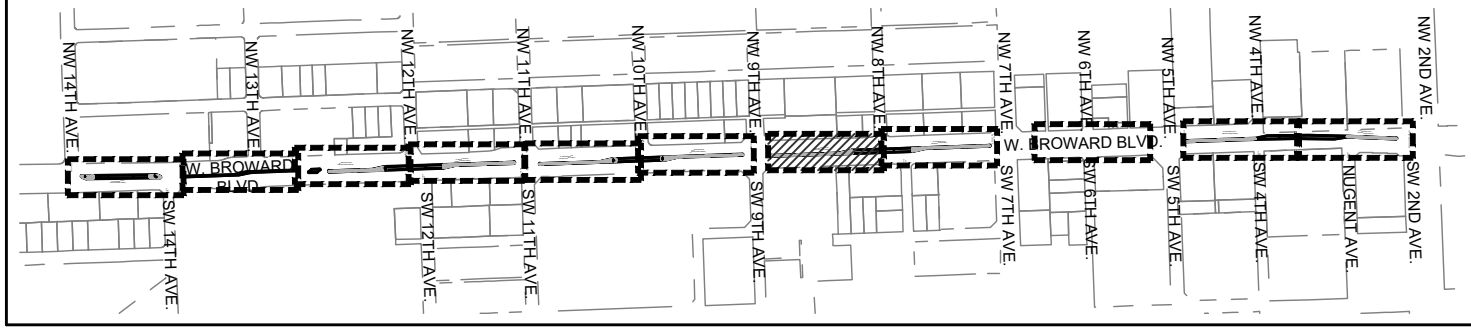 NW 14TH AVE.
NW 13TH AVE.
NW 12TH AVE.
NW 11TH AVE.
NW 10TH AVE.
NW 9TH AVE.
NW 8TH AVE.
NW 7TH AVE.
NW 6TH AVE.
NW 5TH AVE.
NW 4TH AVE.
NW 2ND AVE.
W. BROWARD
BLVD.
W. BROWARD BLVD.
SW 14TH AVE.
SW 12TH AVE.
SW 11TH AVE.
SW 9TH AVE.
SW 7TH AVE.
SW 6TH AVE.
SW 5TH AVE.
SW 4TH AVE.
NUGENT AVE.
SW 2ND AVE.